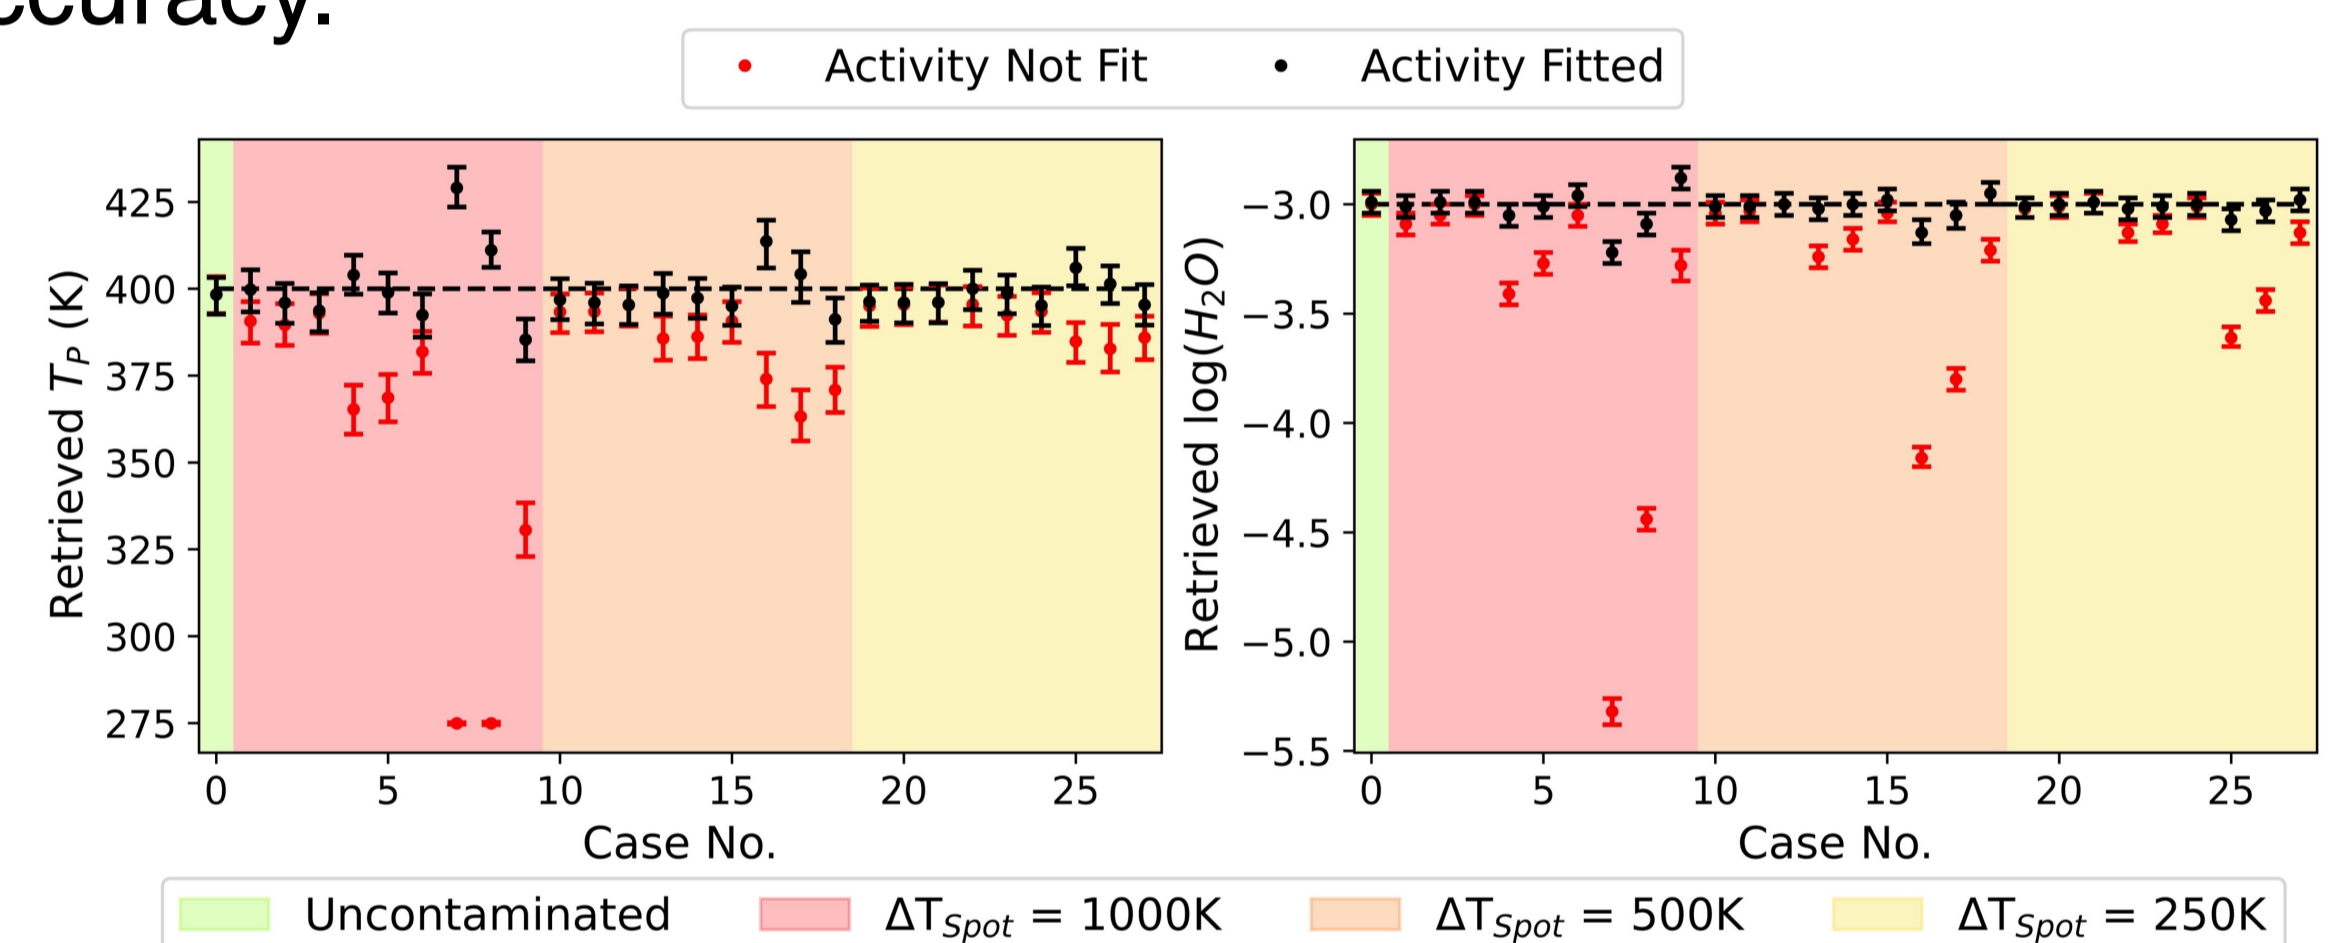 ccuracy.
Activity Not Fit
Activity Fitted
Retrieved T_P (K)
425
400
375
350
325
300
275
0 5 10 15 20 25
Case No.
Retrieved log(H₂O)
−3.0
−3.5
−4.0
−4.5
−5.0
−5.5
0 5 10 15 20 25
Case No.
Uncontaminated
ΔT_Spot = 1000K
ΔT_Spot = 500K
ΔT_Spot = 250K